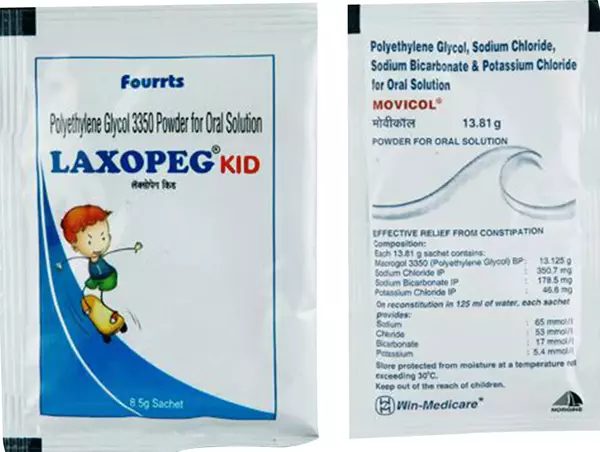 Fourrts
Polyethylene Glycol 3350 Powder for Oral Solution
LAXOPEG® KID
लॅक्सोपेग किड
8.5g Sachet
Polyethylene Glycol, Sodium Chloride,
Sodium Bicarbonate & Potassium Chloride
for Oral Solution
MOVICOL®
मोवीकॉल 13.81 g
POWDER FOR ORAL SOLUTION
EFFECTIVE RELIEF FROM CONSTIPATION
Composition:
Each 13.81 g sachet contains:
Macrogol 3350 (Polyethylene Glycol) BP : 13.125 g
Sodium Chloride IP : 350.7 mg
Sodium Bicarbonate IP : 178.5 mg
Potassium Chloride IP : 46.6 mg
On reconstitution in 125 ml of water, each sachet
provides:
Sodium : 65 mmol/l
Chloride : 53 mmol/l
Bicarbonate : 17 mmol/l
Potassium : 5.4 mmol/l
Store protected from moisture at a temperature not
exceeding 30°C.
Keep out of the reach of children.
Win-Medicare*
NORGINE